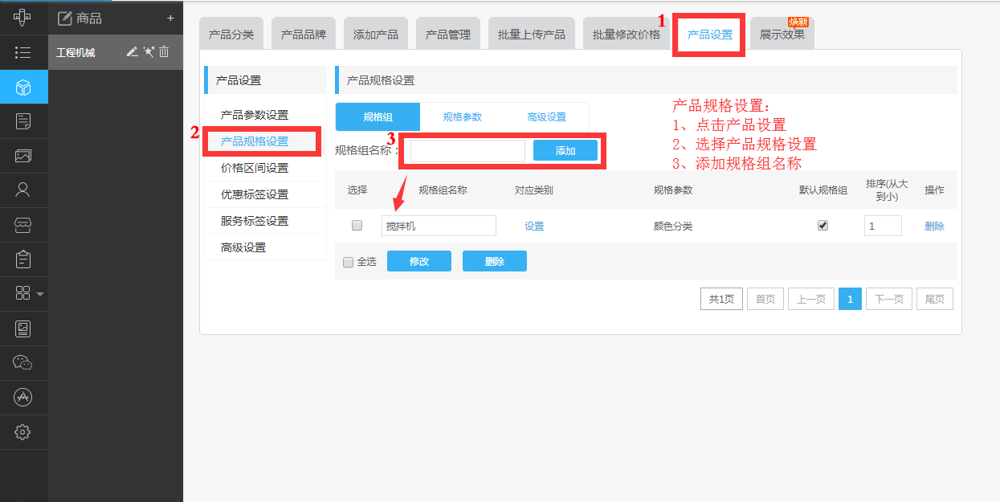 商品 +
工程机械
产品分类 产品品牌 添加产品 产品管理 批量上传产品 批量修改价格 1 产品设置 展示效果 焕新
产品设置
产品参数设置
2 产品规格设置
价格区间设置
优惠标签设置
服务标签设置
高级设置
产品规格设置
规格组 规格参数 高级设置
规格组名称： 3 添加
产品规格设置：
1、点击产品设置
2、选择产品规格设置
3、添加规格组名称
选择 规格组名称 对应类别 规格参数 默认规格组 排序(从大 操作
到小)
搅拌机 设置 颜色分类 1 删除
全选 修改 删除
共1页 首页 上一页 1 下一页 尾页